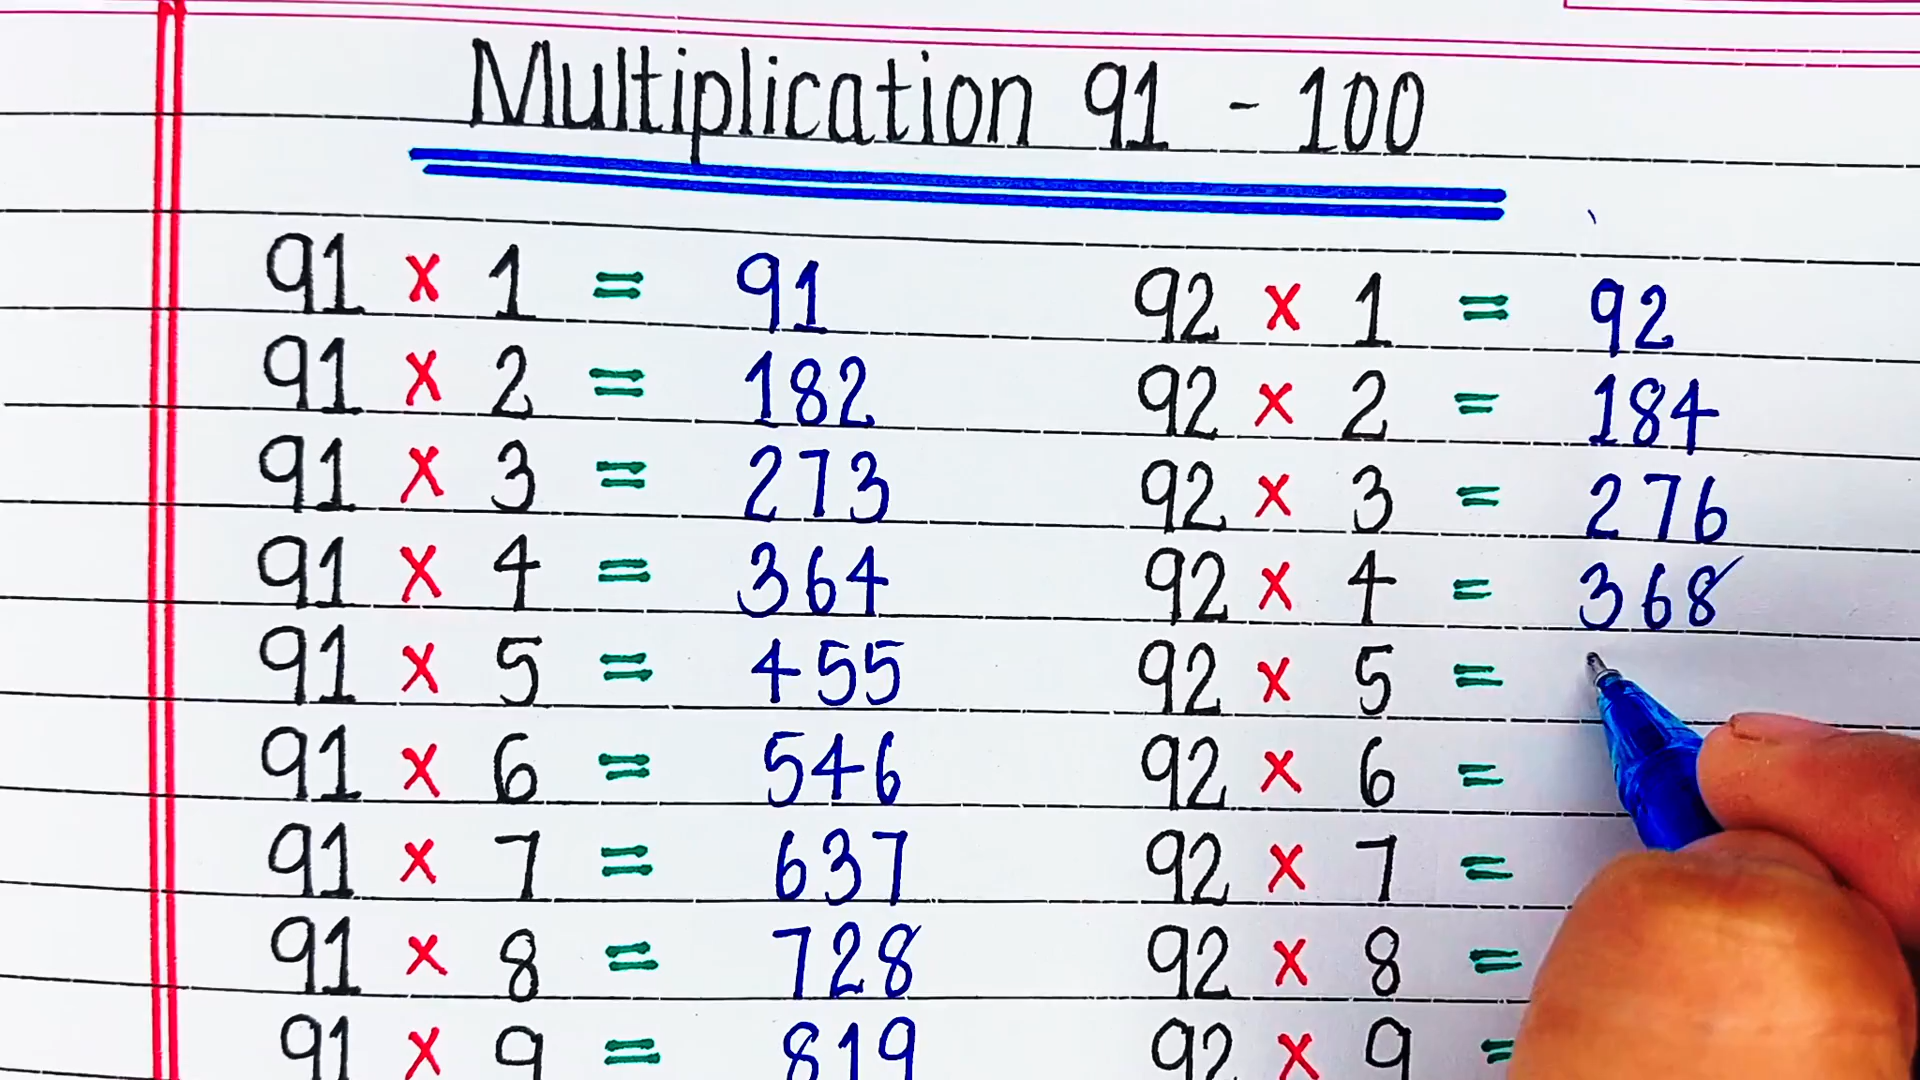 Multiplication 91 - 100
91 × 1 = 91
91 × 2 = 182
91 × 3 = 273
91 × 4 = 364
91 × 5 = 455
91 × 6 = 546
91 × 7 = 637
91 × 8 = 728
91 × 9 = 819
92 × 1 = 92
92 × 2 = 184
92 × 3 = 276
92 × 4 = 368
92 × 5 =
92 × 6 =
92 × 7 =
92 × 8 =
92 × 9 =